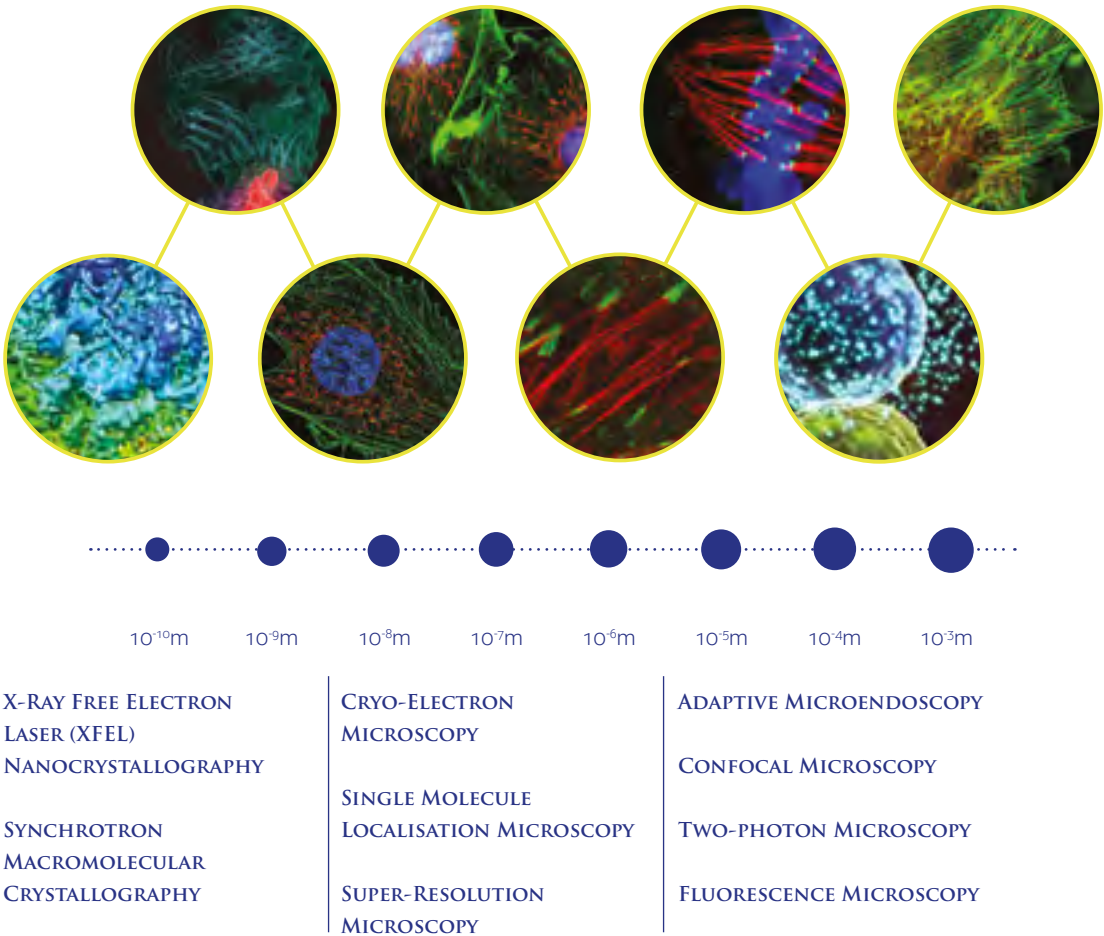 10⁻¹⁰m 10⁻⁹m 10⁻⁸m 10⁻⁷m 10⁻⁶m 10⁻⁵m 10⁻⁴m 10⁻³m
X-Ray Free Electron
Laser (XFEL)
Nanocrystallography
Synchrotron
Macromolecular
Crystallography
Cryo-Electron
Microscopy
Single Molecule
Localisation Microscopy
Super-Resolution
Microscopy
Adaptive Microendoscopy
Confocal Microscopy
Two-photon Microscopy
Fluorescence Microscopy